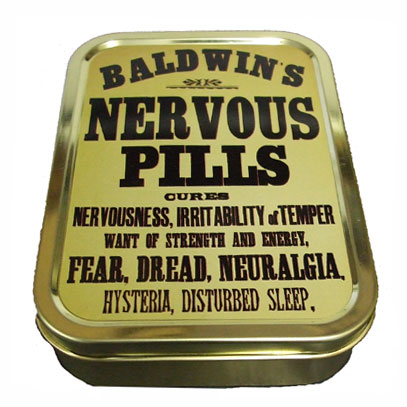 BALDWIN'S
NERVOUS
PILLS
CURES
NERVOUSNESS, IRRITABILITY of TEMPER
WANT OF STRENGTH AND ENERGY,
FEAR, DREAD, NEURALGIA,
HYSTERIA, DISTURBED SLEEP,